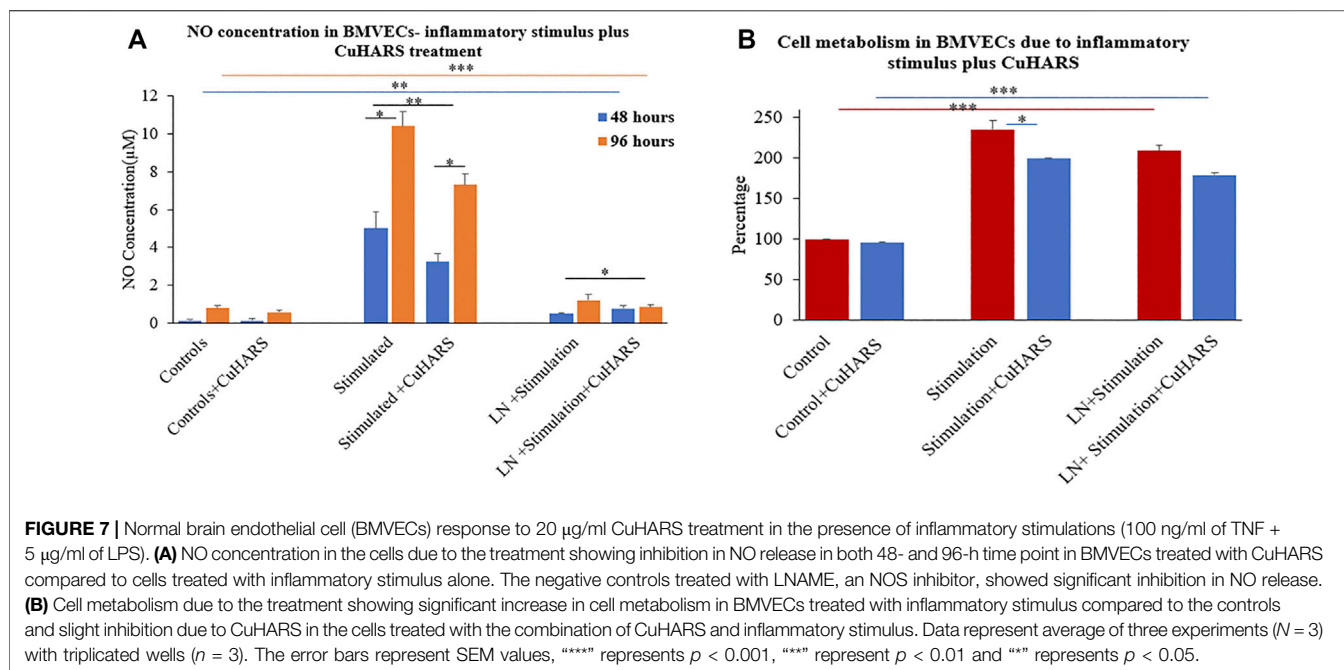 A
NO concentration in BMVECs- inflammatory stimulus plus
CuHARS treatment
***
**
**
*
*
*
48 hours
96 hours
12
10
8
6
4
2
0
NO Concentration(µM)
Controls
Controls+CuHARS
Stimulated
Stimulated +CuHARS
LN +Stimulation
LN +Stimulation+CuHARS
B
Cell metabolism in BMVECs due to inflammatory
stimulus plus CuHARS
***
***
*
250
200
150
100
50
0
Percentage
Control
Control+CuHARS
Stimulation
Stimulation+CuHARS
LN+Stimulation
LN+ Stimulation+CuHARS
FIGURE 7 | Normal brain endothelial cell (BMVECs) response to 20 µg/ml CuHARS treatment in the presence of inflammatory stimulations (100 ng/ml of TNF +
5 µg/ml of LPS). (A) NO concentration in the cells due to the treatment showing inhibition in NO release in both 48- and 96-h time point in BMVECs treated with CuHARS
compared to cells treated with inflammatory stimulus alone. The negative controls treated with LNAME, an NOS inhibitor, showed significant inhibition in NO release.
(B) Cell metabolism due to the treatment showing significant increase in cell metabolism in BMVECs treated with inflammatory stimulus compared to the controls
and slight inhibition due to CuHARS in the cells treated with the combination of CuHARS and inflammatory stimulus. Data represent average of three experiments (N = 3)
with triplicated wells (n = 3). The error bars represent SEM values, “***” represents p < 0.001, “**” represent p < 0.01 and “*” represents p < 0.05.